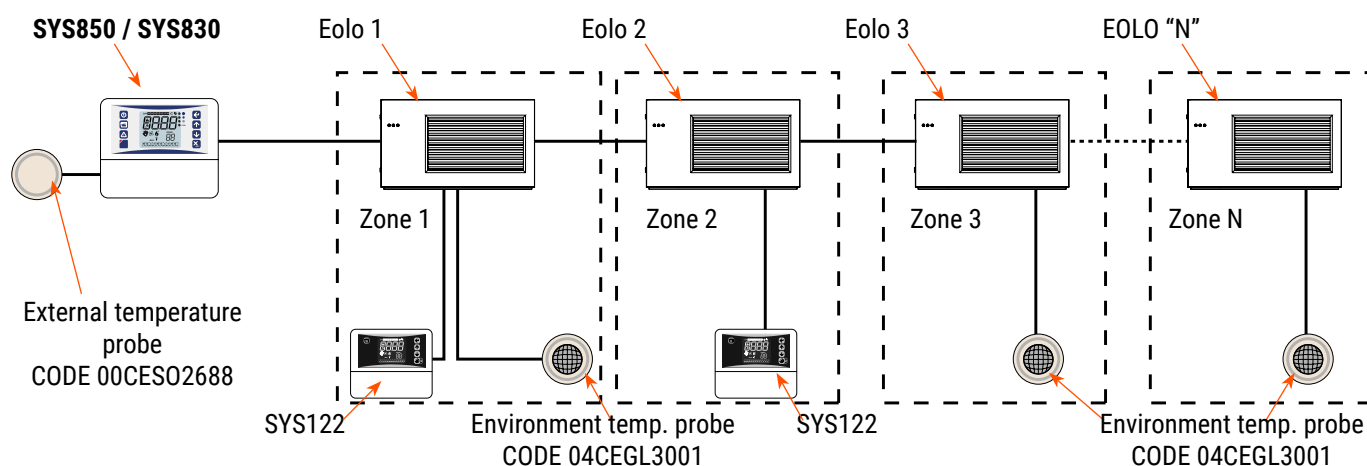 SYS850 / SYS830
Eolo 1
Eolo 2
Eolo 3
EOLO “N”
Zone 1
Zone 2
Zone 3
Zone N
External temperature
probe
CODE 00CESO2688
SYS122
Environment temp. probe
CODE 04CEGL3001
SYS122
Environment temp. probe
CODE 04CEGL3001